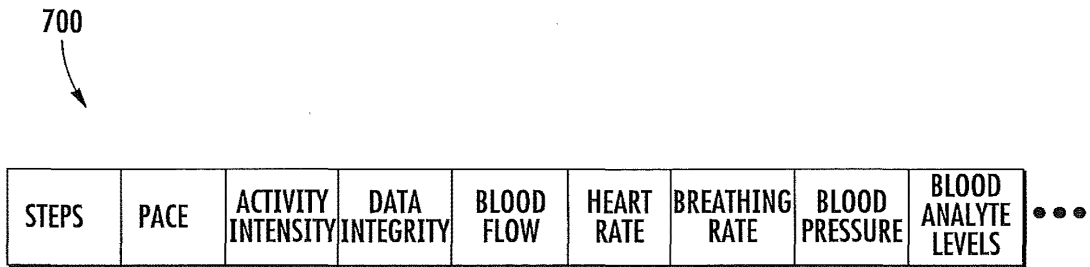 700
STEPS
PACE
ACTIVITY
INTENSITY
DATA
INTEGRITY
BLOOD
FLOW
HEART
RATE
BREATHING
RATE
BLOOD
PRESSURE
BLOOD
ANALYTE
LEVELS